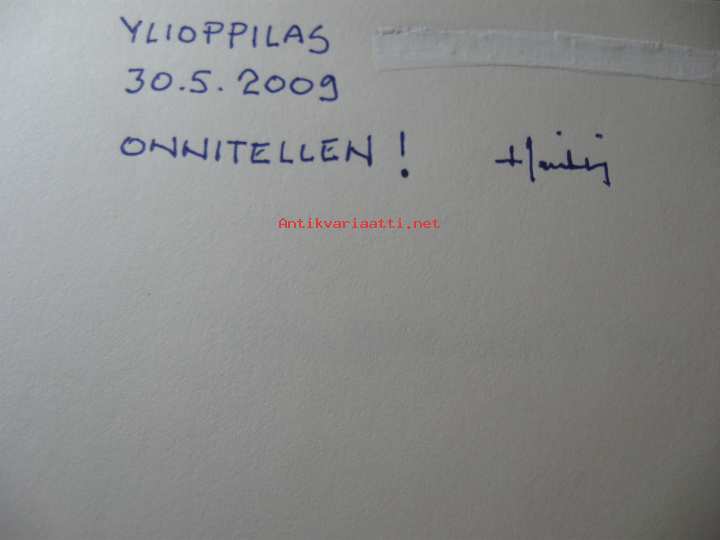 YLIOPPILAS
30.5.2009
ONNITELLEN!
Antikvariaatti.net